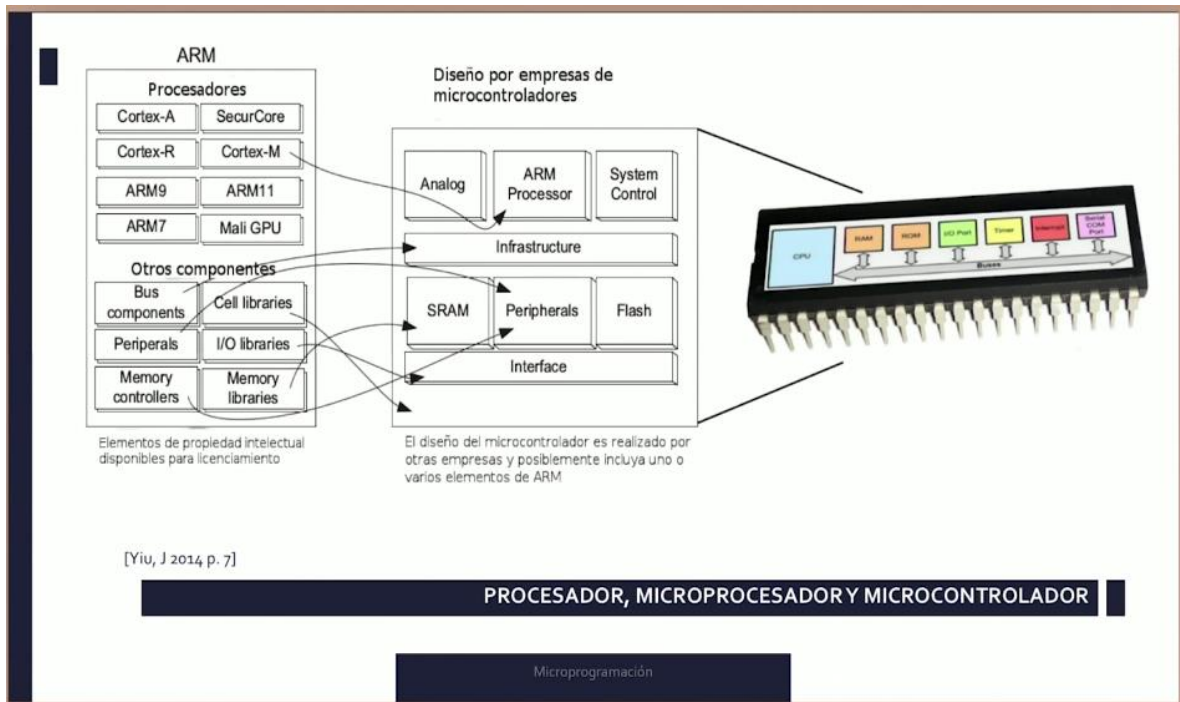 ARM
Procesadores
Cortex-A
SecurCore
Cortex-R
Cortex-M
ARM9
ARM11
ARM7
Mali GPU
Otros componentes
Bus
components
Cell libraries
Periperals
I/O libraries
Memory
controllers
Memory
libraries
Elementos de propiedad intelectual
disponibles para licenciamiento
Diseño por empresas de
microcontroladores
Analog
ARM
Processor
System
Control
Infrastructure
SRAM
Peripherals
Flash
Interface
El diseño del microcontrolador es realizado por
otras empresas y posiblemente incluya uno o
varios elementos de ARM
CPU
RAM
ROM
I/O Port
Timer
Interrupt
Serial
COM
Port
Buses
[Yiu, J 2014 p. 7]
PROCESADOR, MICROPROCESADOR Y MICROCONTROLADOR
Microprogramación